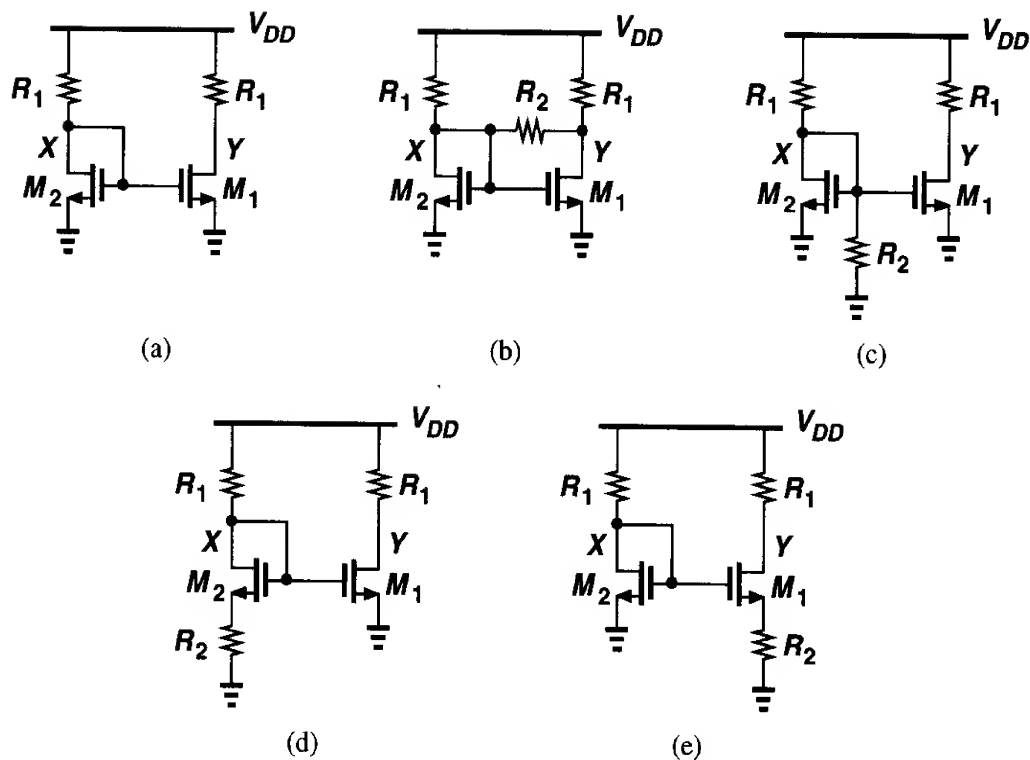 V_DD V_DD V_DD
R_1 R_1 R_1 R_2 R_1 R_1 R_1
X Y X Y X Y
M_2 M_1 M_2 M_1 M_2 M_1
R_2
(a) (b) (c)
V_DD V_DD
R_1 R_1 R_1 R_1
X Y X Y
M_2 M_1 M_2 M_1
R_2 R_2
(d) (e)